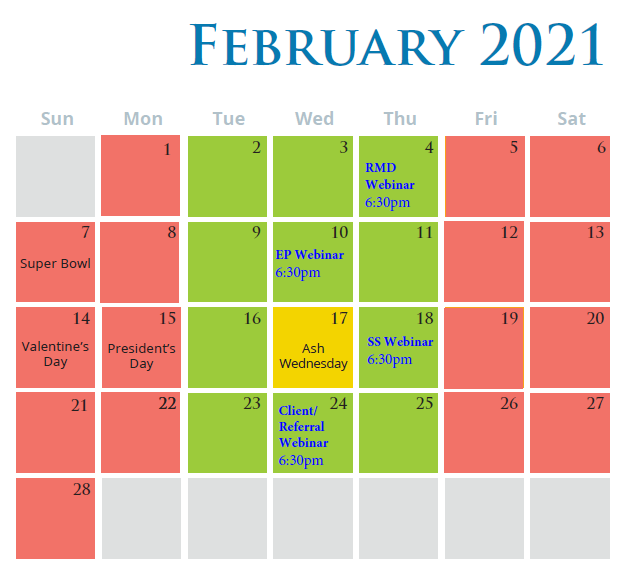 FEBRUARY 2021
Sun Mon Tue Wed Thu Fri Sat
1 2 3 4 5 6
RMD
Webinar
6:30pm
7 8 9 10 11 12 13
Super Bowl
EP Webinar
6:30pm
14 15 16 17 18 19 20
Valentine's
Day
President's
Day
Ash
Wednesday
SS Webinar
6:30pm
21 22 23 24 25 26 27
Client/
Referral
Webinar
6:30pm
28